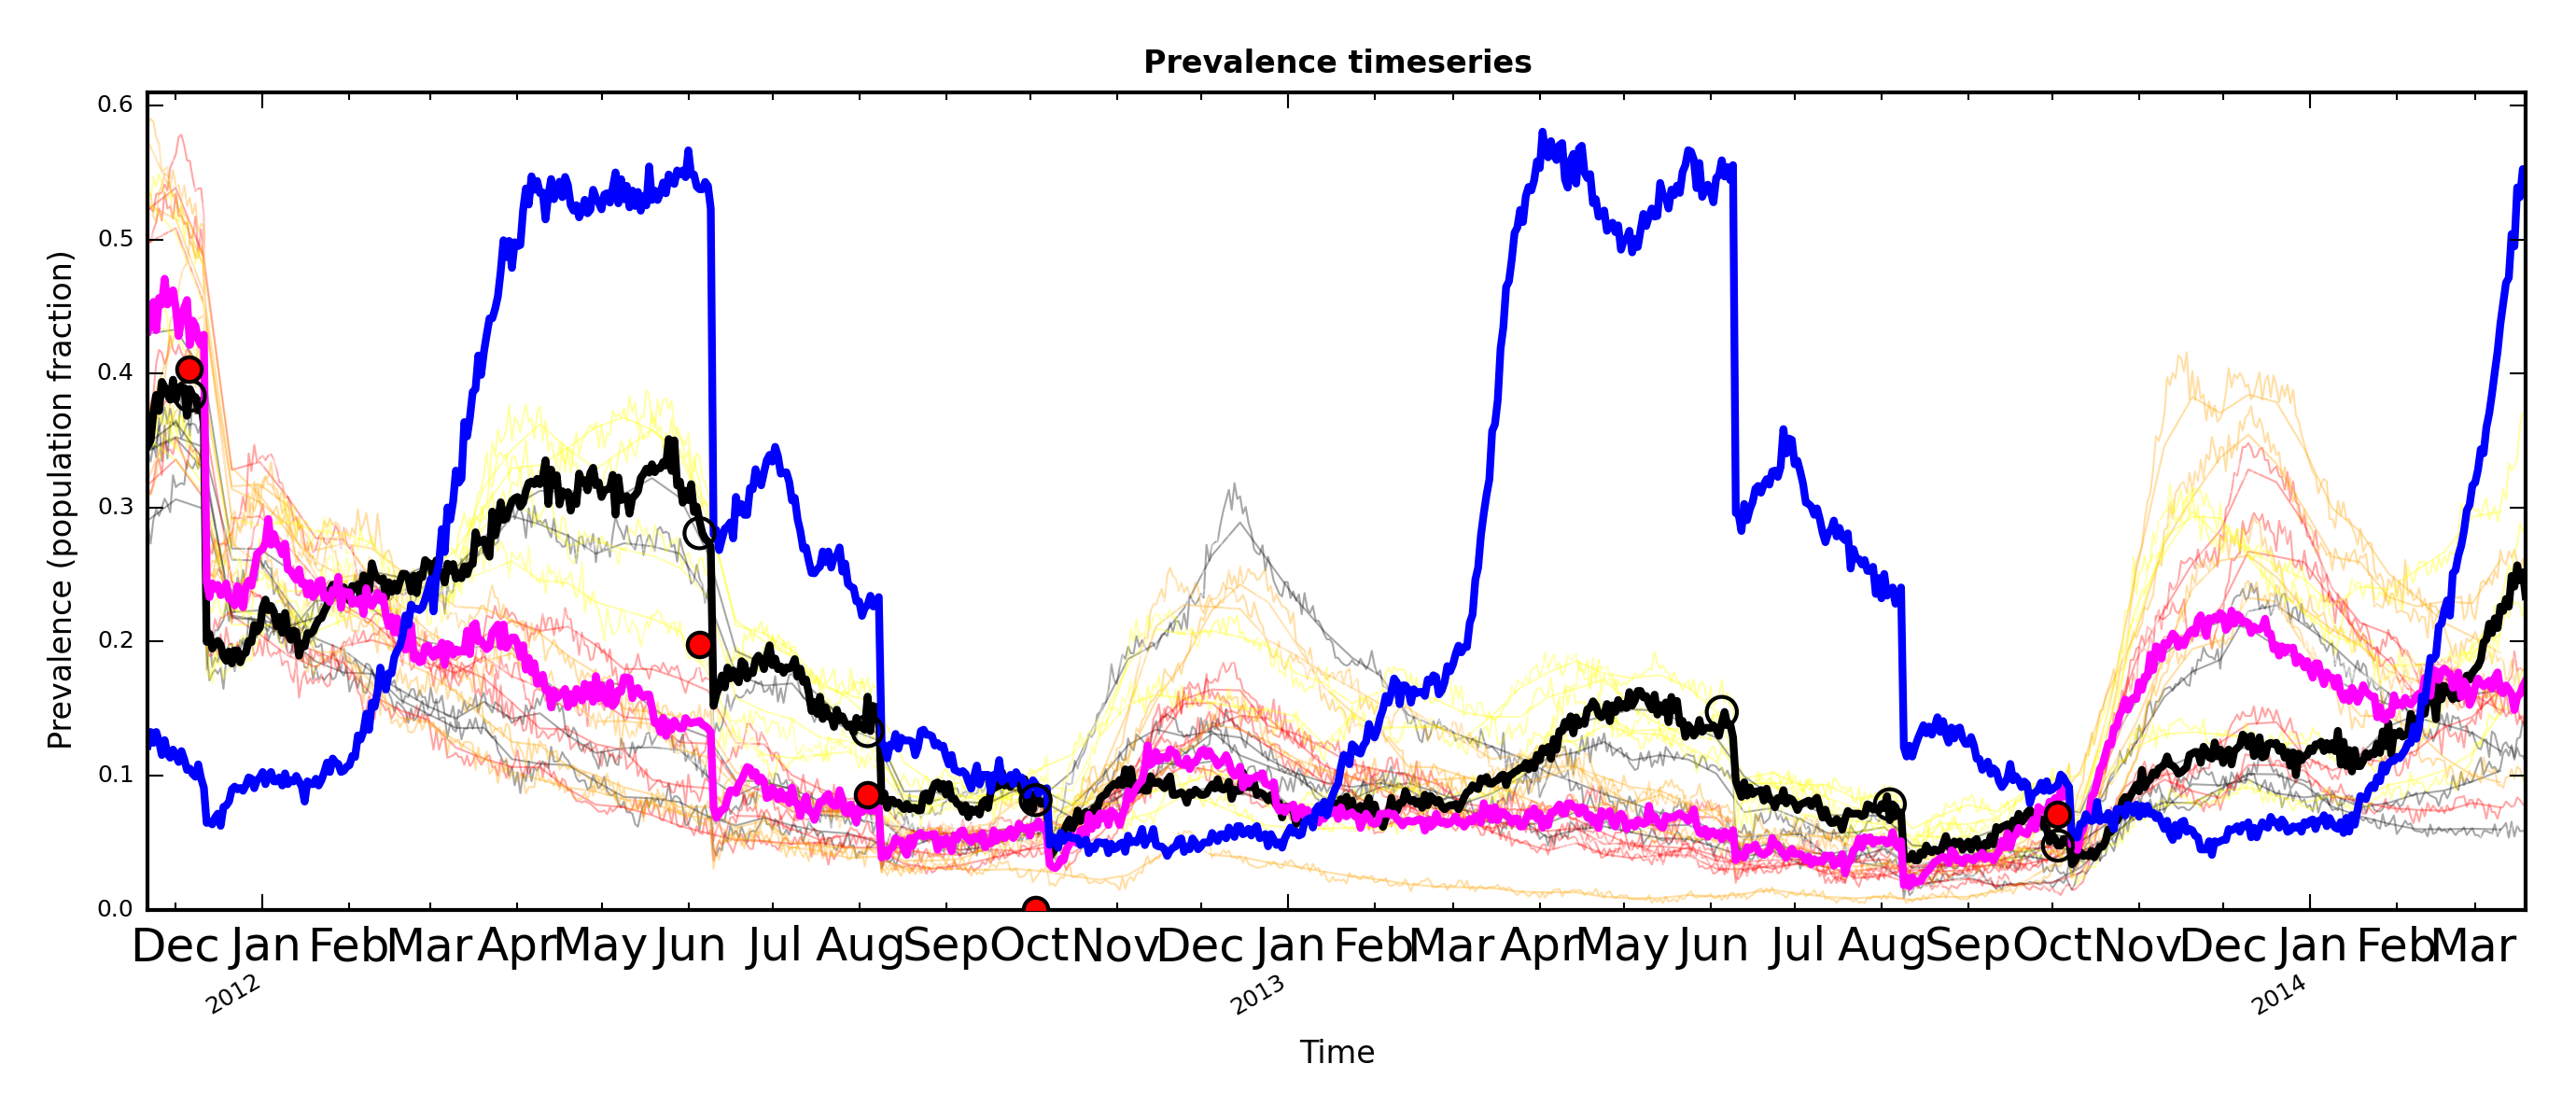 Prevalence timeseries
0.6
0.5
0.4
0.3
0.2
0.1
0.0
Prevalence (population fraction)
Dec Jan Feb Mar Apr May Jun Jul Aug Sep Oct Nov Dec Jan Feb Mar Apr May Jun Jul Aug Sep Oct Nov Dec Jan Feb Mar
2012 2013 2014
Time